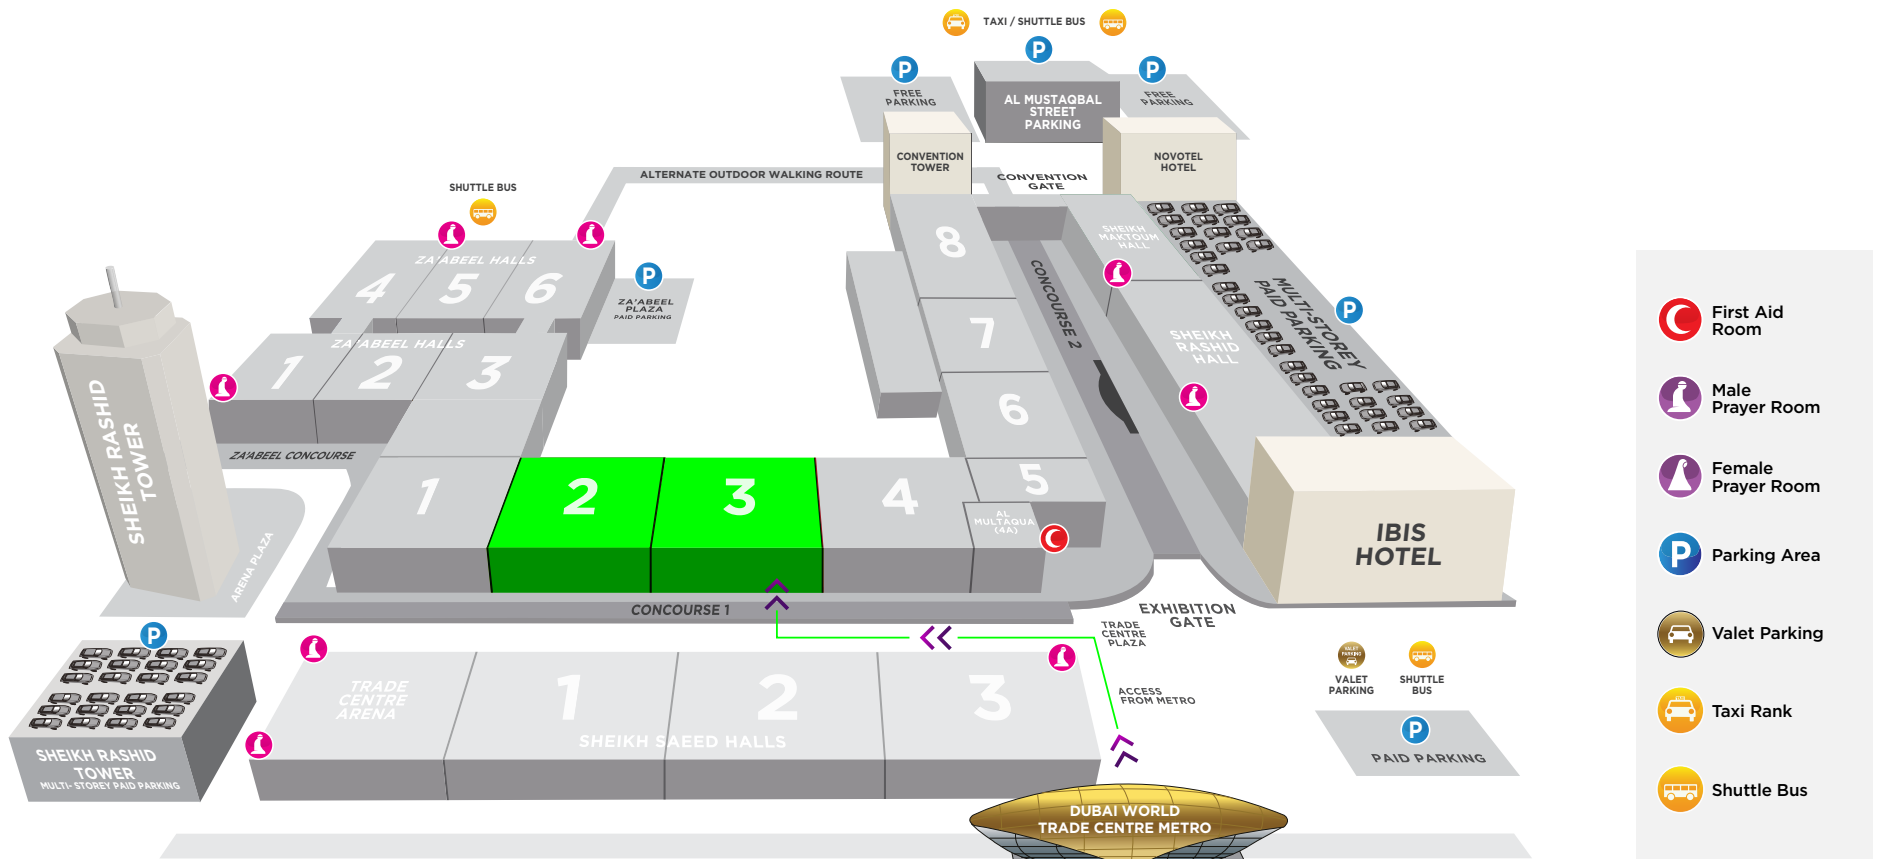 TAXI / SHUTTLE BUS
P
P
P
FREE
PARKING
AL MUSTAQBAL
STREET
PARKING
FREE
PARKING
CONVENTION
TOWER
NOVOTEL
HOTEL
ALTERNATE OUTDOOR WALKING ROUTE
CONVENTION
GATE
SHUTTLE BUS
ZA'ABEEL HALLS
4
5
6
P
ZA'ABEEL
PLAZA
PAID PARKING
8
7
6
5
CONCOURSE 2
SHEIKH
MAKTOUM
HALL
SHEIKH
RASHID
HALL
MULTI-STOREY
PAID PARKING
P
ZA'ABEEL HALLS
1
2
3
SHEIKH RASHID
TOWER
ZA'ABEEL CONCOURSE
ARENA PLAZA
1
2
3
4
AL
MULTAQUA
(4A)
IBIS
HOTEL
CONCOURSE 1
EXHIBITION
GATE
TRADE
CENTRE
PLAZA
ACCESS
FROM METRO
P
SHEIKH RASHID
TOWER
MULTI- STOREY PAID PARKING
TRADE
CENTRE
ARENA
1
2
3
SHEIKH SAEED HALLS
VALET
PARKING
VALET
PARKING
SHUTTLE
BUS
P
PAID PARKING
DUBAI WORLD
TRADE CENTRE METRO
First Aid
Room
Male
Prayer Room
Female
Prayer Room
P
Parking Area
Valet Parking
Taxi Rank
Shuttle Bus